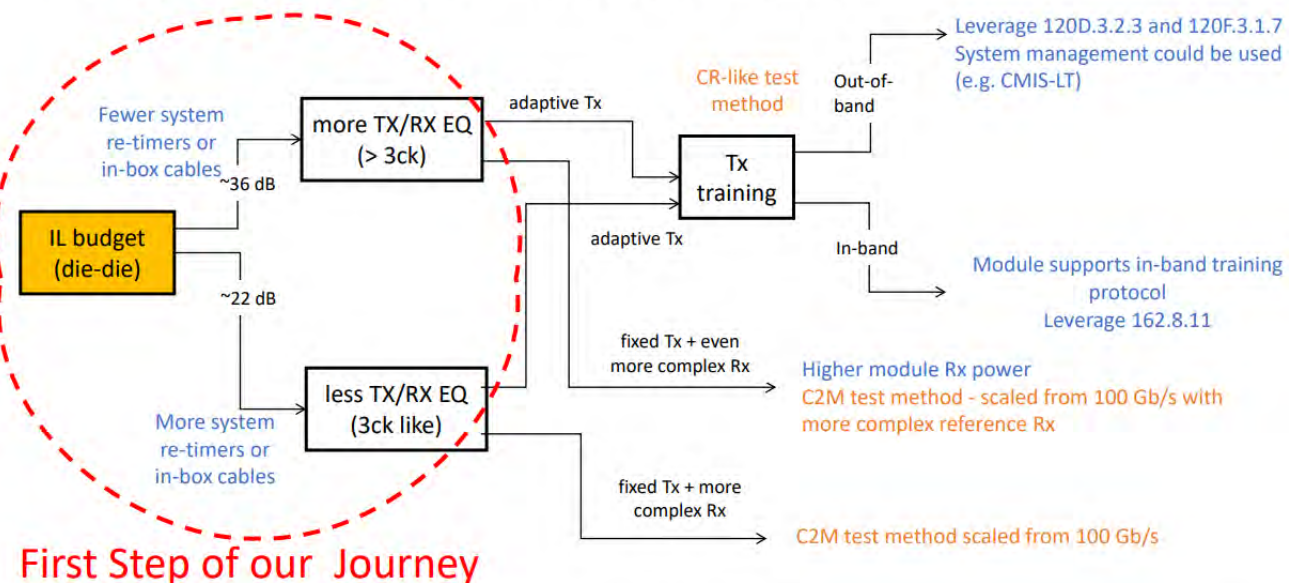 Leverage 120D.3.2.3 and 120F.3.1.7
System management could be used
(e.g. CMIS-LT)
CR-like test
method
Out-of-
band
adaptive Tx
Fewer system
re-timers or
in-box cables
more TX/RX EQ
(> 3ck)
~36 dB
Tx
training
IL budget
(die-die)
adaptive Tx
In-band
~22 dB
Module supports in-band training
protocol
Leverage 162.8.11
fixed Tx + even
more complex Rx
Higher module Rx power
C2M test method - scaled from 100 Gb/s with
more complex reference Rx
less TX/RX EQ
(3ck like)
More system
re-timers or
in-box cables
fixed Tx + more
complex Rx
C2M test method scaled from 100 Gb/s
First Step of our Journey